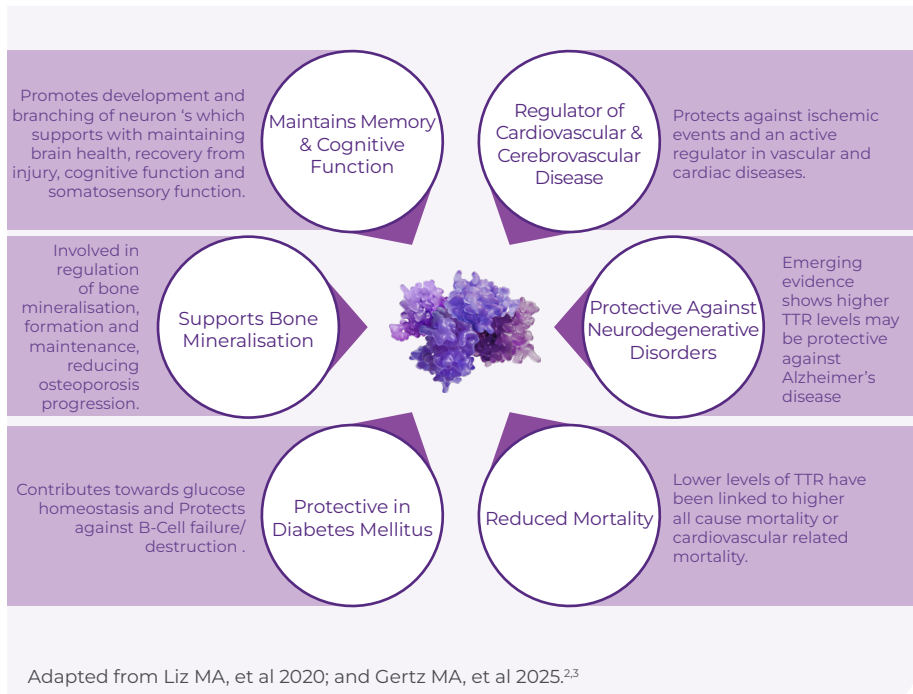 Promotes development and
branching of neuron ‘s which
supports with maintaining
brain health, recovery from
injury, cognitive function and
somatosensory function.
Maintains Memory
& Cognitive
Function
Regulator of
Cardiovascular &
Cerebrovascular
Disease
Protects against ischemic
events and an active
regulator in vascular and
cardiac diseases.
Involved in
regulation
of bone
mineralisation,
formation and
maintenance,
reducing
osteoporosis
progression.
Supports Bone
Mineralisation
Protective Against
Neurodegenerative
Disorders
Emerging
evidence
shows higher
TTR levels may
be protective
against
Alzheimer’s
disease
Contributes towards glucose
homeostasis and Protects
against B-Cell failure/
destruction .
Protective in
Diabetes Mellitus
Reduced Mortality
Lower levels of TTR have
been linked to higher
all cause mortality or
cardiovascular related
mortality.
Adapted from Liz MA, et al 2020; and Gertz MA, et al 2025.2,3